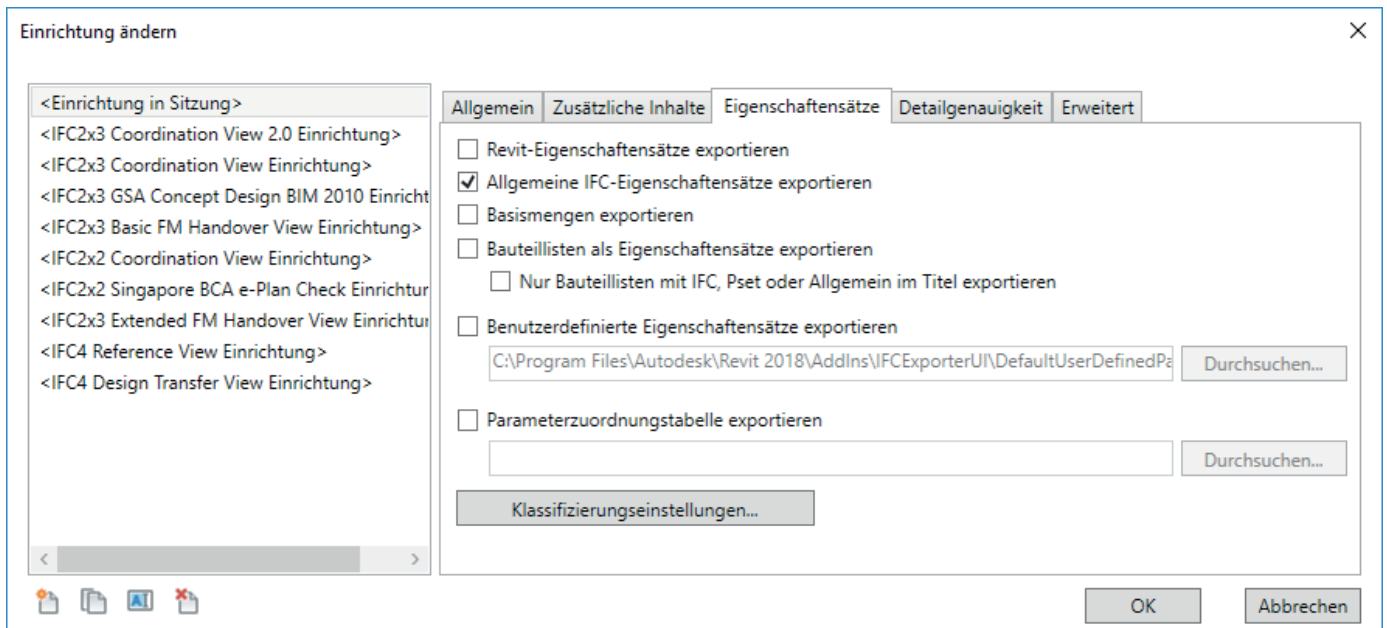 Einrichtung ändern
<Einrichtung in Sitzung>
<IFC2x3 Coordination View 2.0 Einrichtung>
<IFC2x3 Coordination View Einrichtung>
<IFC2x3 GSA Concept Design BIM 2010 Einricht
<IFC2x3 Basic FM Handover View Einrichtung>
<IFC2x2 Coordination View Einrichtung>
<IFC2x2 Singapore BCA e-Plan Check Einrichtur
<IFC2x3 Extended FM Handover View Einrichtur
<IFC4 Reference View Einrichtung>
<IFC4 Design Transfer View Einrichtung>
Allgemein Zusätzliche Inhalte Eigenschaftensätze Detailgenauigkeit Erweitert
Revit-Eigenschaftensätze exportieren
Allgemeine IFC-Eigenschaftensätze exportieren
Basismengen exportieren
Bauteillisten als Eigenschaftensätze exportieren
Nur Bauteillisten mit IFC, Pset oder Allgemein im Titel exportieren
Benutzerdefinierte Eigenschaftensätze exportieren
C:\Program Files\Autodesk\Revit 2018\AddIns\IFCExporterUI\DefaultUserDefinedPa Durchsuchen...
Parameterzuordnungstabelle exportieren
Durchsuchen...
Klassifizierungseinstellungen...
AI
OK Abbrechen